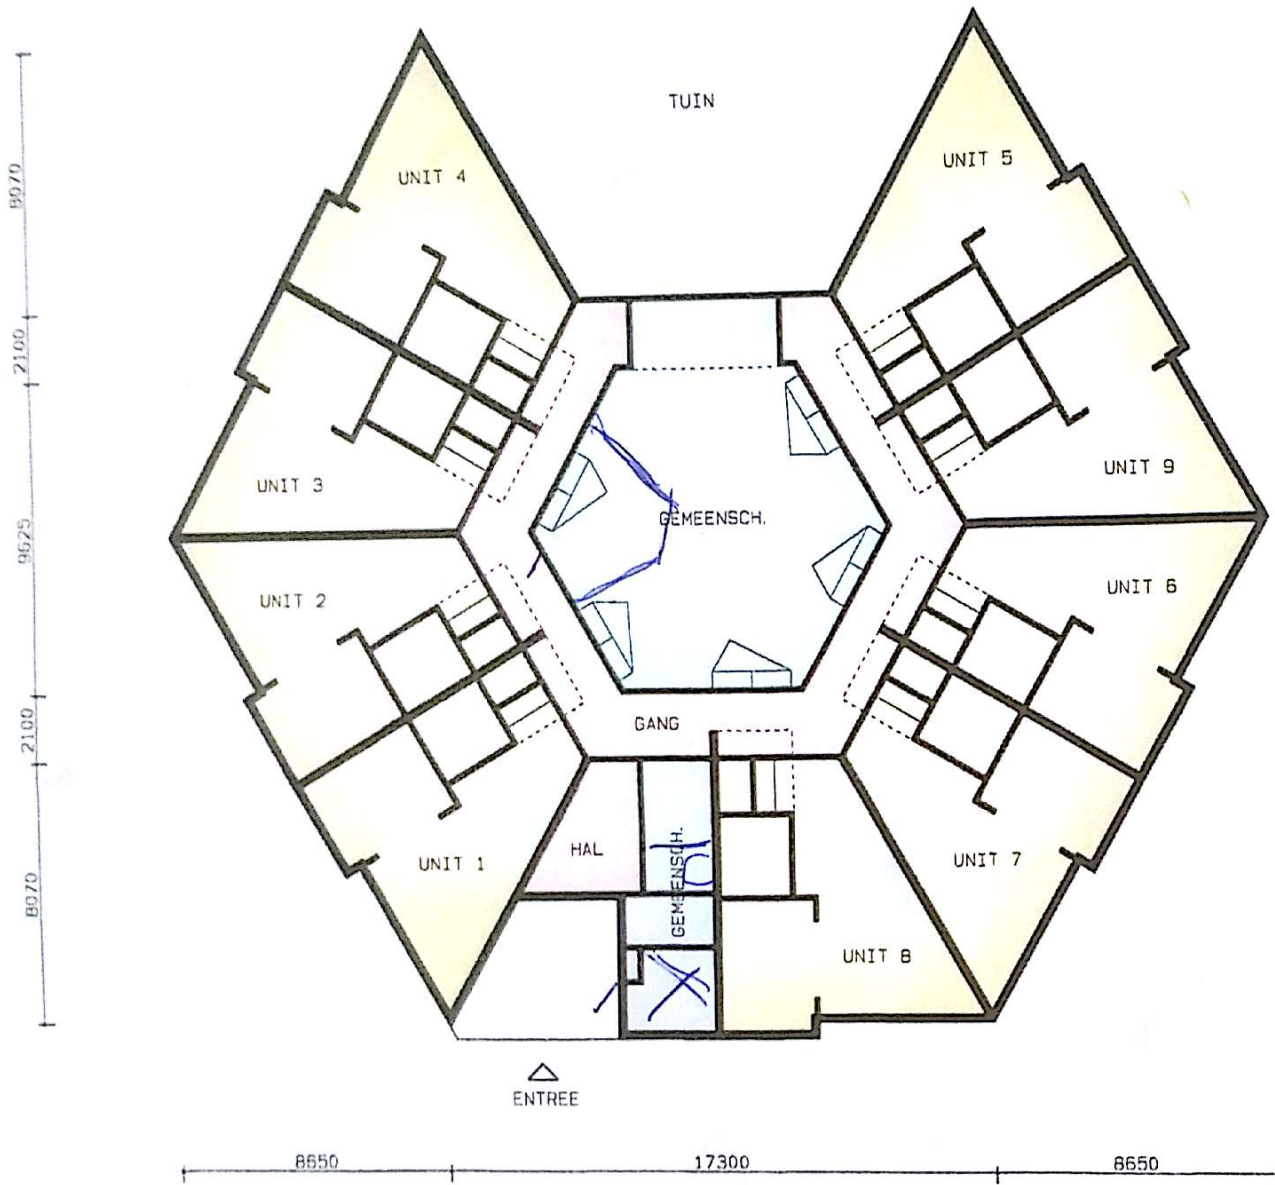 TUIN
UNIT 5
UNIT 4
8070
2100
UNIT 9
UNIT 3
GEMEENSCH.
9625
UNIT 6
UNIT 2
GANG
2100
HAL
GEMEENSCH.
UNIT 1
UNIT 7
8070
UNIT 8
ENTREE
8650
17300
8650